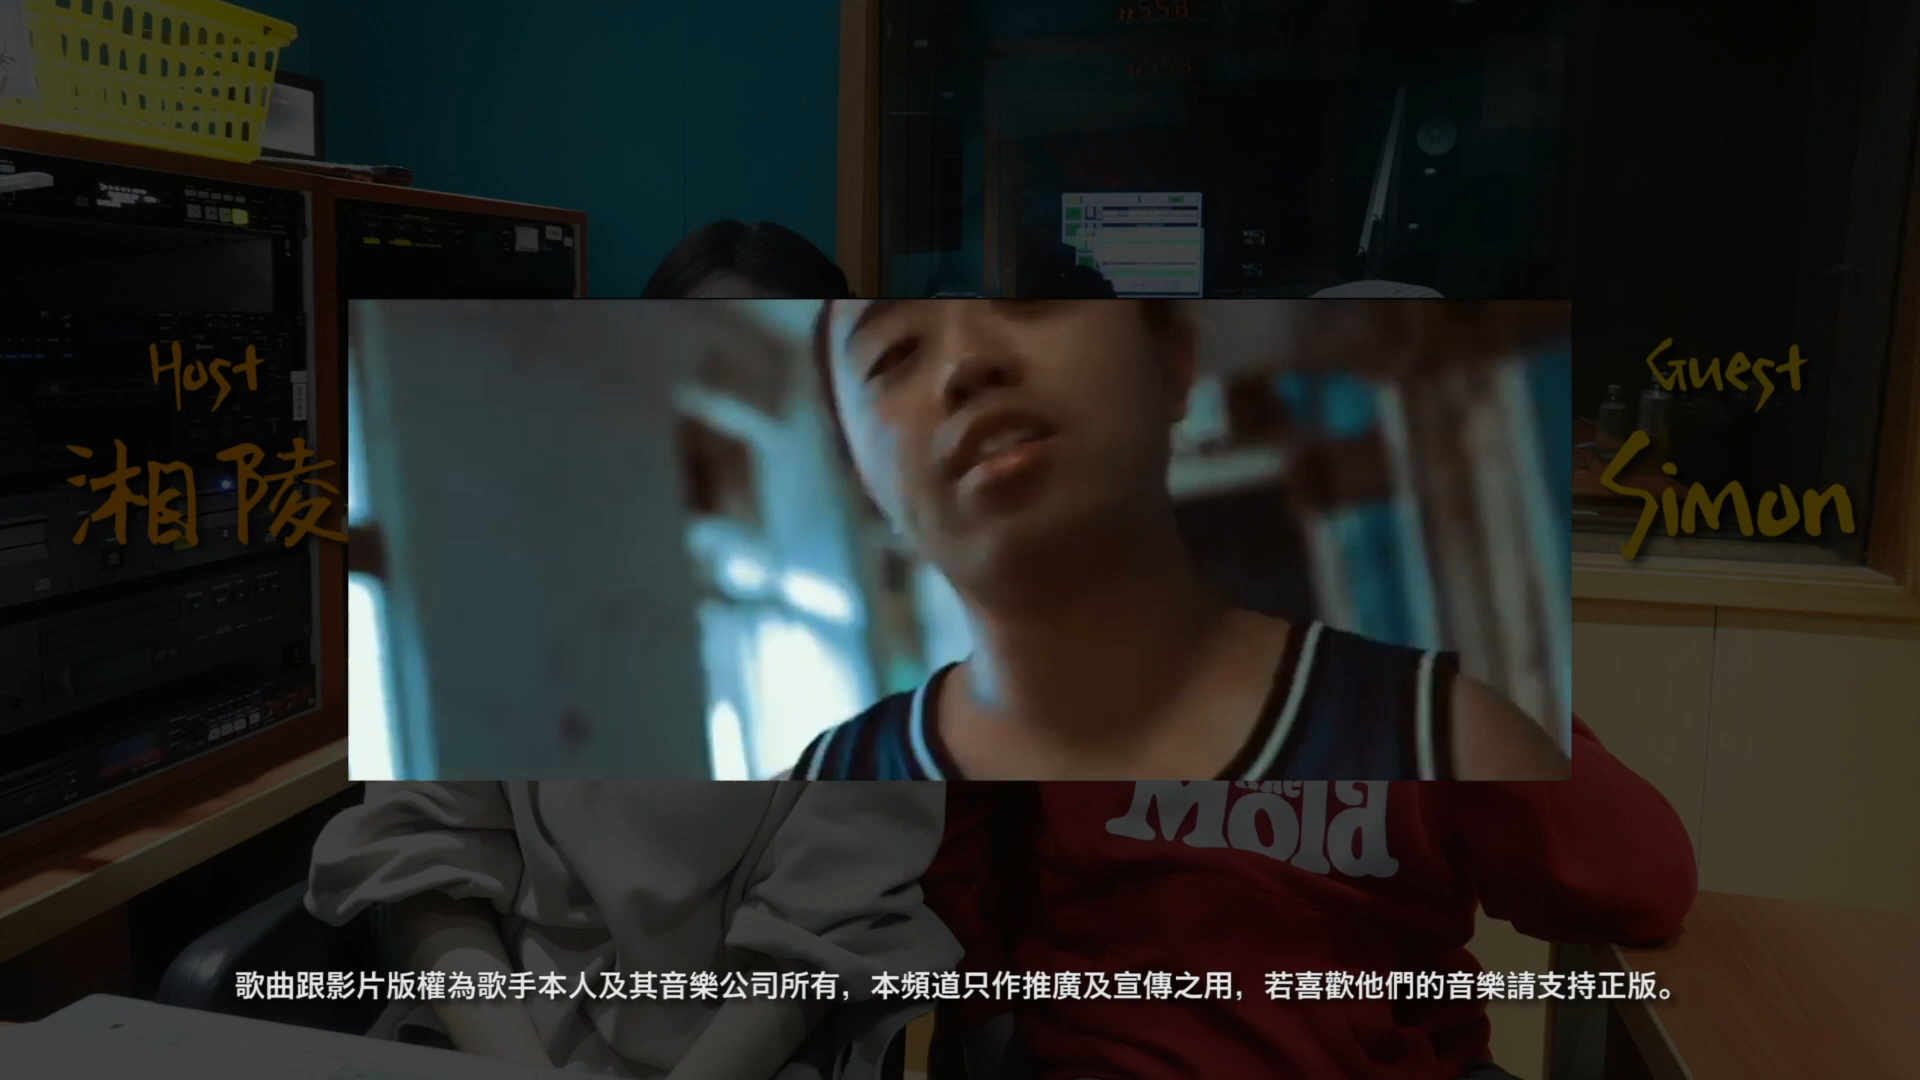 Host
湘陵
Guest
Simon
The
Mola
歌曲跟影片版權為歌手本人及其音樂公司所有，本頻道只作推廣及宣傳之用，若喜歡他們的音樂請支持正版。